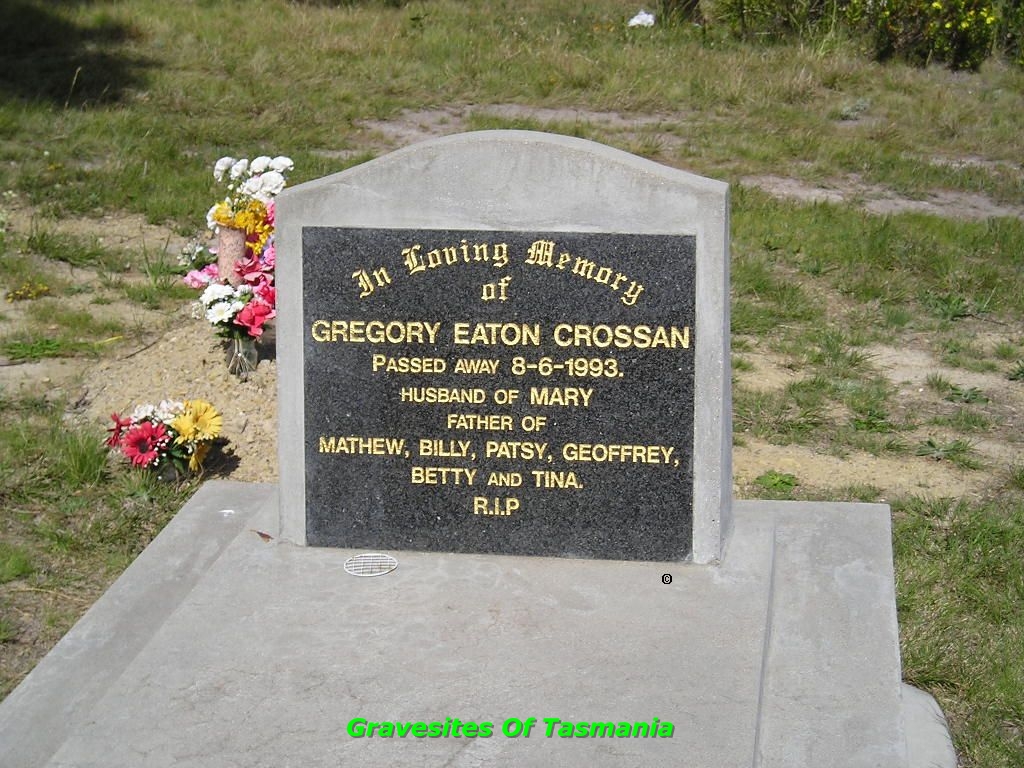 In Loving Memory
of
GREGORY EATON CROSSAN
PASSED AWAY 8-6-1993.
HUSBAND OF MARY
FATHER OF
MATHEW, BILLY, PATSY, GEOFFREY,
BETTY AND TINA.
R.I.P
©
Gravesites Of Tasmania